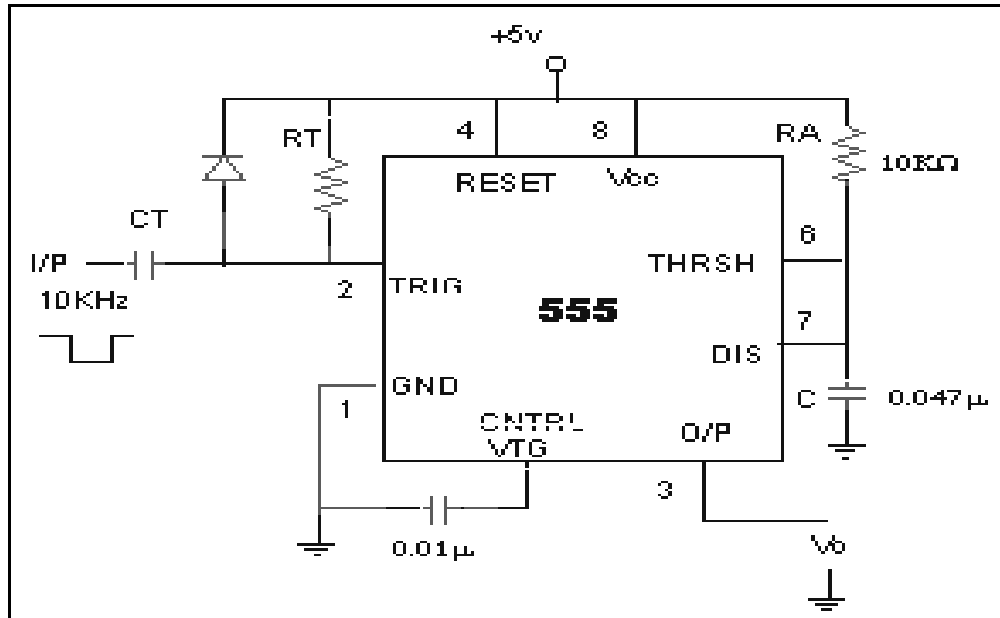 +5v
RT
4
8
RA
10KΩ
RESET
Vcc
CT
I/P
10KHz
2
TRIG
THRSH
6
555
7
DIS
GND
1
CNTRL
VTG
O/P
C
0.047μ
3
0.01μ
Vo